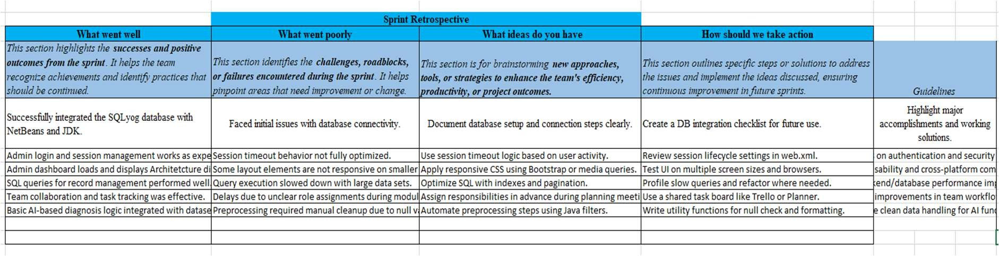 Sprint Retrospective
What went well
What went poorly
What ideas do you have
How should we take action
This section highlights the successes and positive
outcomes from the sprint. It helps the team
recognize achievements and identify practices that
should be continued.
This section identifies the challenges, roadblocks,
or failures encountered during the sprint. It helps
pinpoint areas that need improvement or change.
This section is for brainstorming new approaches,
tools, or strategies to enhance the team's efficiency,
productivity, or project outcomes.
This section outlines specific steps or solutions to address
the issues and implement the ideas discussed, ensuring
continuous improvement in future sprints.
Guidelines
Successfully integrated the SQLyog database with
NetBeans and JDK.
Faced initial issues with database connectivity.
Document database setup and connection steps clearly.
Create a DB integration checklist for future use.
Highlight major
accomplishments and working
solutions.
Admin login and session management works as expe
Session timeout behavior not fully optimized.
Use session timeout logic based on user activity.
Review session lifecycle settings in web.xml.
on authentication and security
Admin dashboard loads and displays Architetcture di
Some layout elements are not responsive on smaller
Apply responsive CSS using Bootstrap or media queries.
Test UI on multiple screen sizes and browsers.
sability and cross-platform com
SQL queries for record management performed well.
Query execution slowed down with large data sets.
Optimize SQL with indexes and pagination.
Profile slow queries and refactor where needed.
kend/database performance imp
Team collaboration and task tracking was effective.
Delays due to unclear role assignments during modul
Assign responsibilities in advance during planning meeti
Use a shared task board like Trello or Planner.
improvements in team workflo
Basic AI-based diagnosis logic integrated with datase
Preprocessing required manual cleanup due to null va
Automate preprocessing steps using Java filters.
Write utility functions for null check and formatting.
e clean data handling for AI func